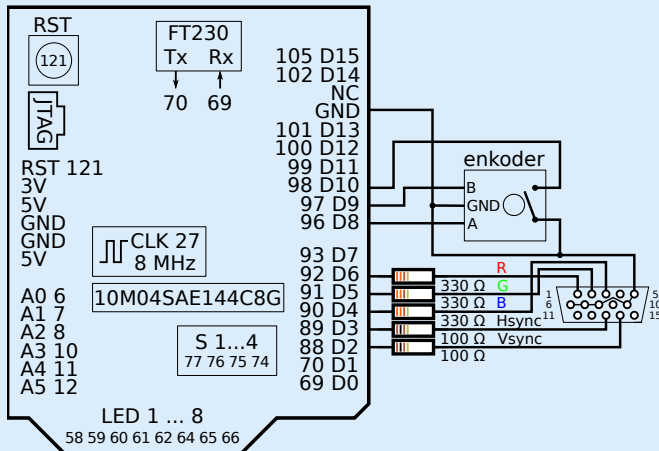 RST
121
JTAG
FT230
Tx Rx
70 69
105 D15
102 D14
NC
GND
101 D13
100 D12
99 D11
98 D10
97 D9
96 D8
93 D7
92 D6
91 D5
90 D4
89 D3
88 D2
70 D1
69 D0
RST 121
3V
5V
GND
GND
5V
A0 6
A1 7
A2 8
A3 10
A4 11
A5 12
CLK 27
8 MHz
10M04SAE144C8G
S 1...4
77 76 75 74
LED 1 ... 8
58 59 60 61 62 64 65 66
enkoder
B
GND
A
R
330 Ω G
330 Ω B
330 Ω Hsync
100 Ω Vsync
100 Ω
1 5
6 10
11 15